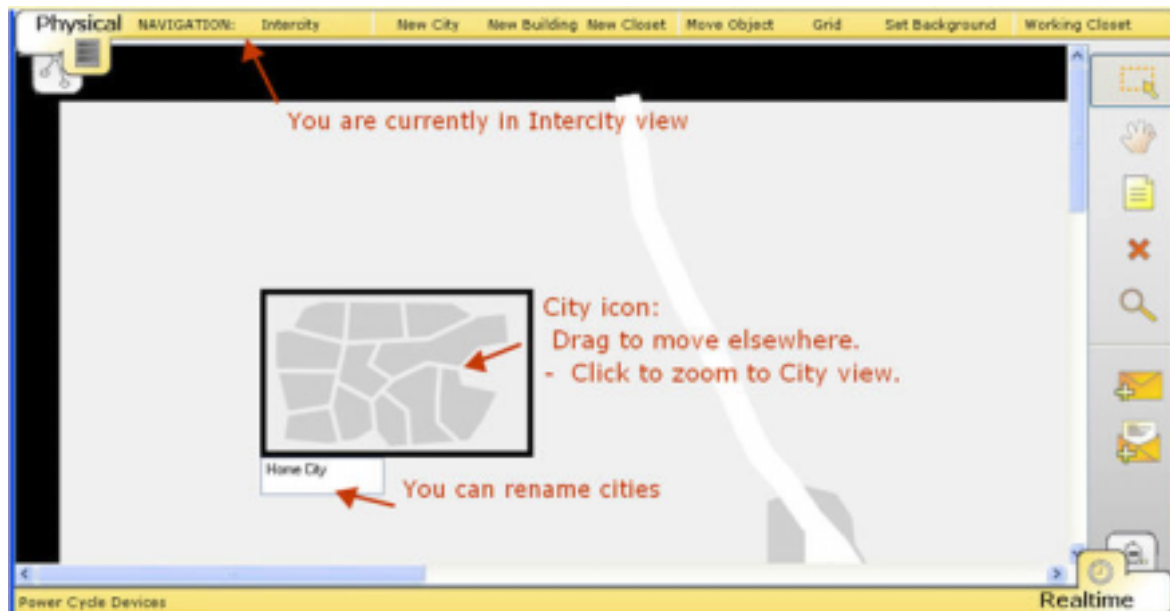 Physical NAVIGATION: Intercity New City New Building New Closet Move Object Grid Set Background Working Closet
You are currently in Intercity view
City icon:
Drag to move elsewhere.
- Click to zoom to City view.
Home City
You can rename cities
Power Cycle Devices
Realtime